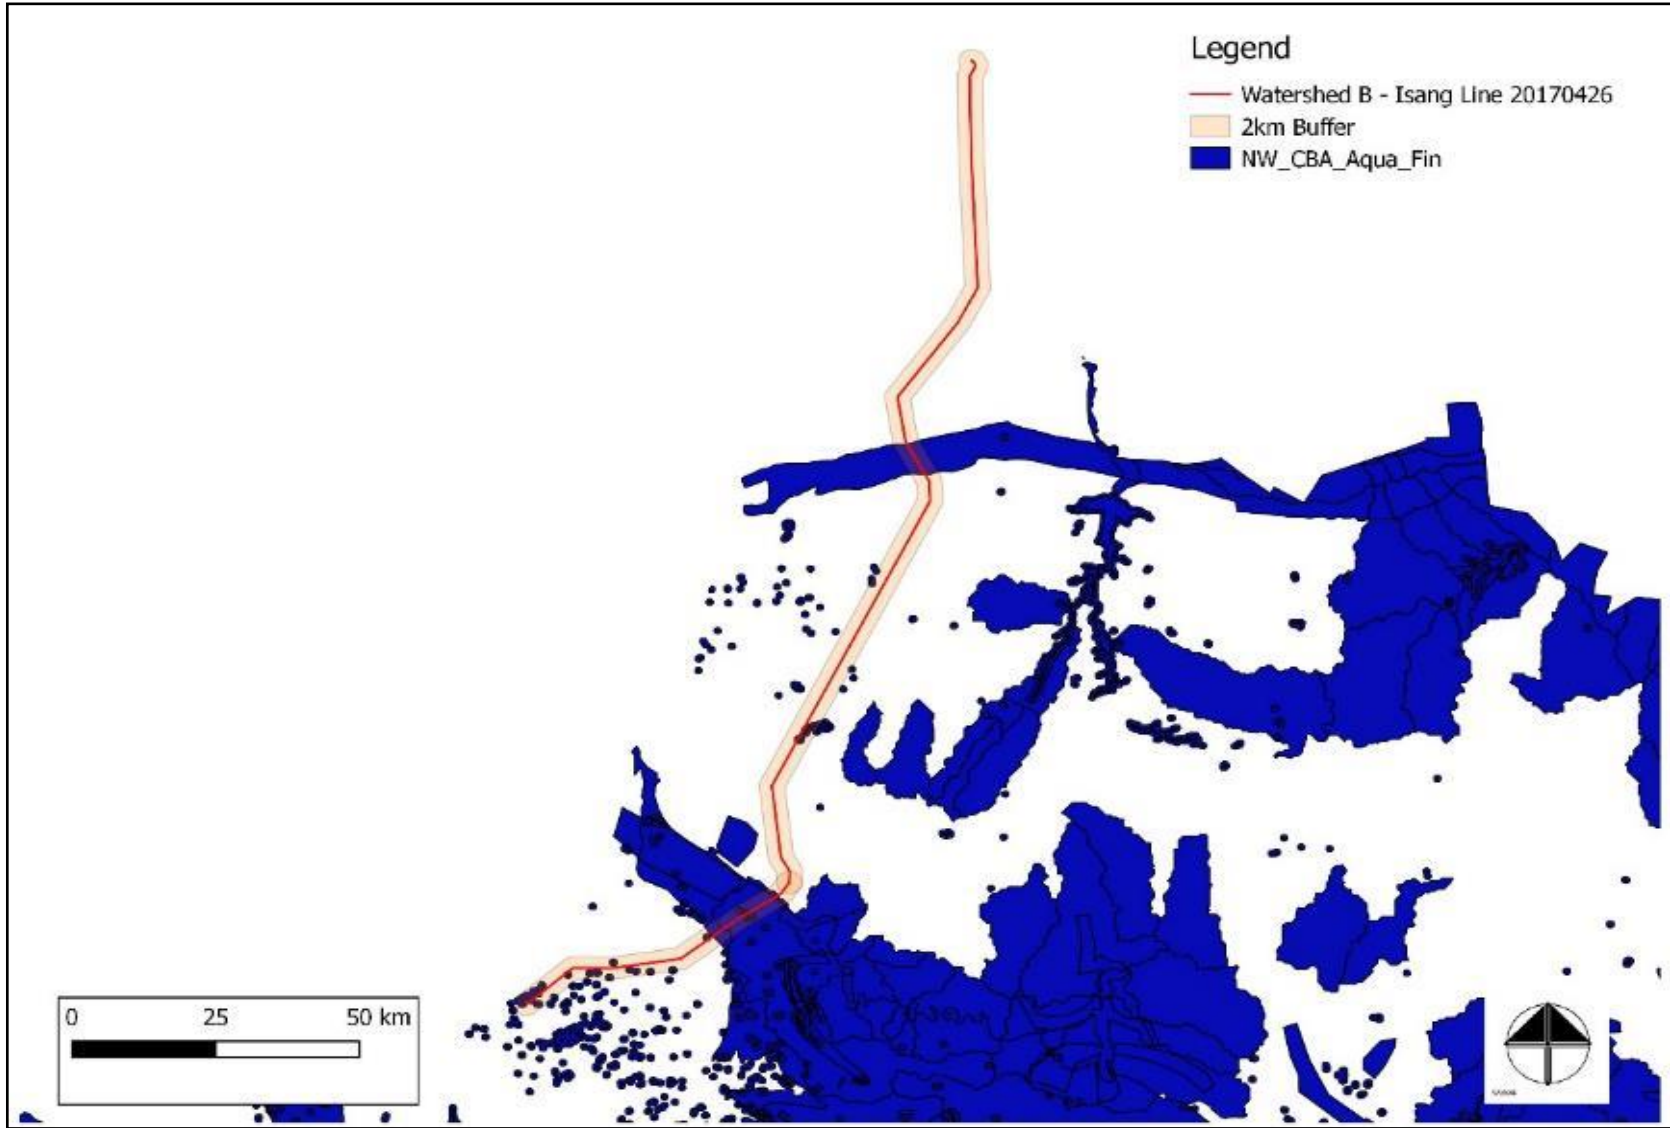 Legend
Watershed B - Isang Line 20170426
2km Buffer
NW_CBA_Aqua_Fin
0 25 50 km